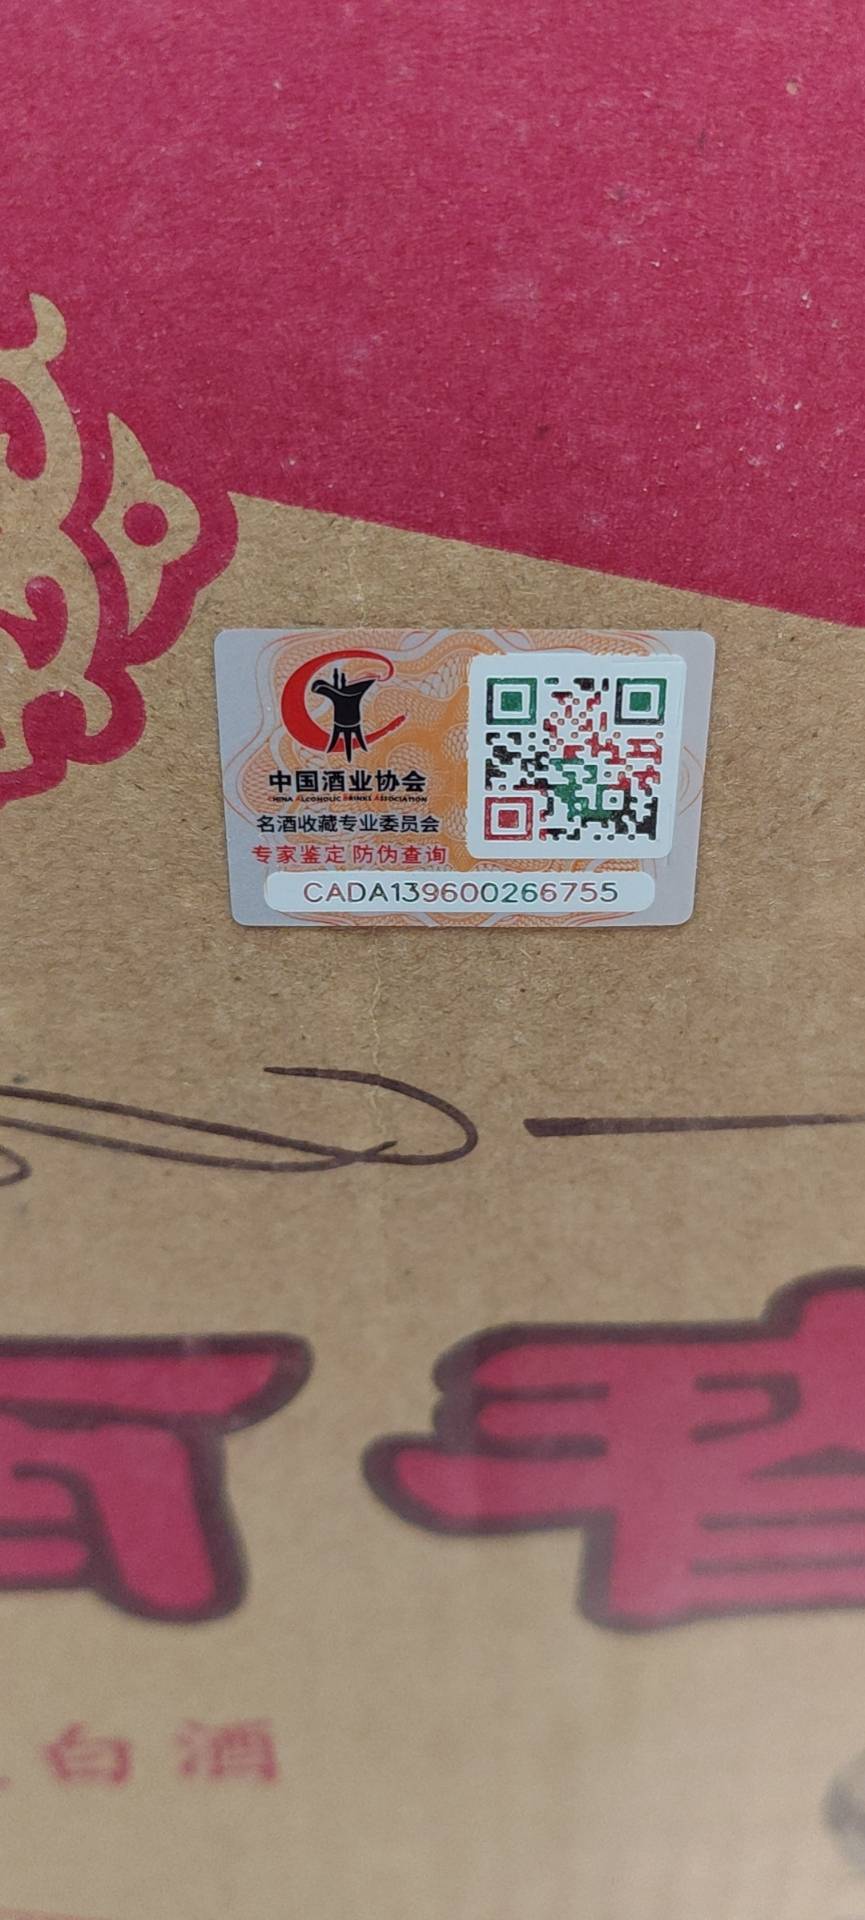 中国酒业协会
CHINA ALCOHOLIC DRINKS ASSOCIATION
名酒收藏专业委员会
专家鉴定 防伪查询
CADA139600266755
白酒